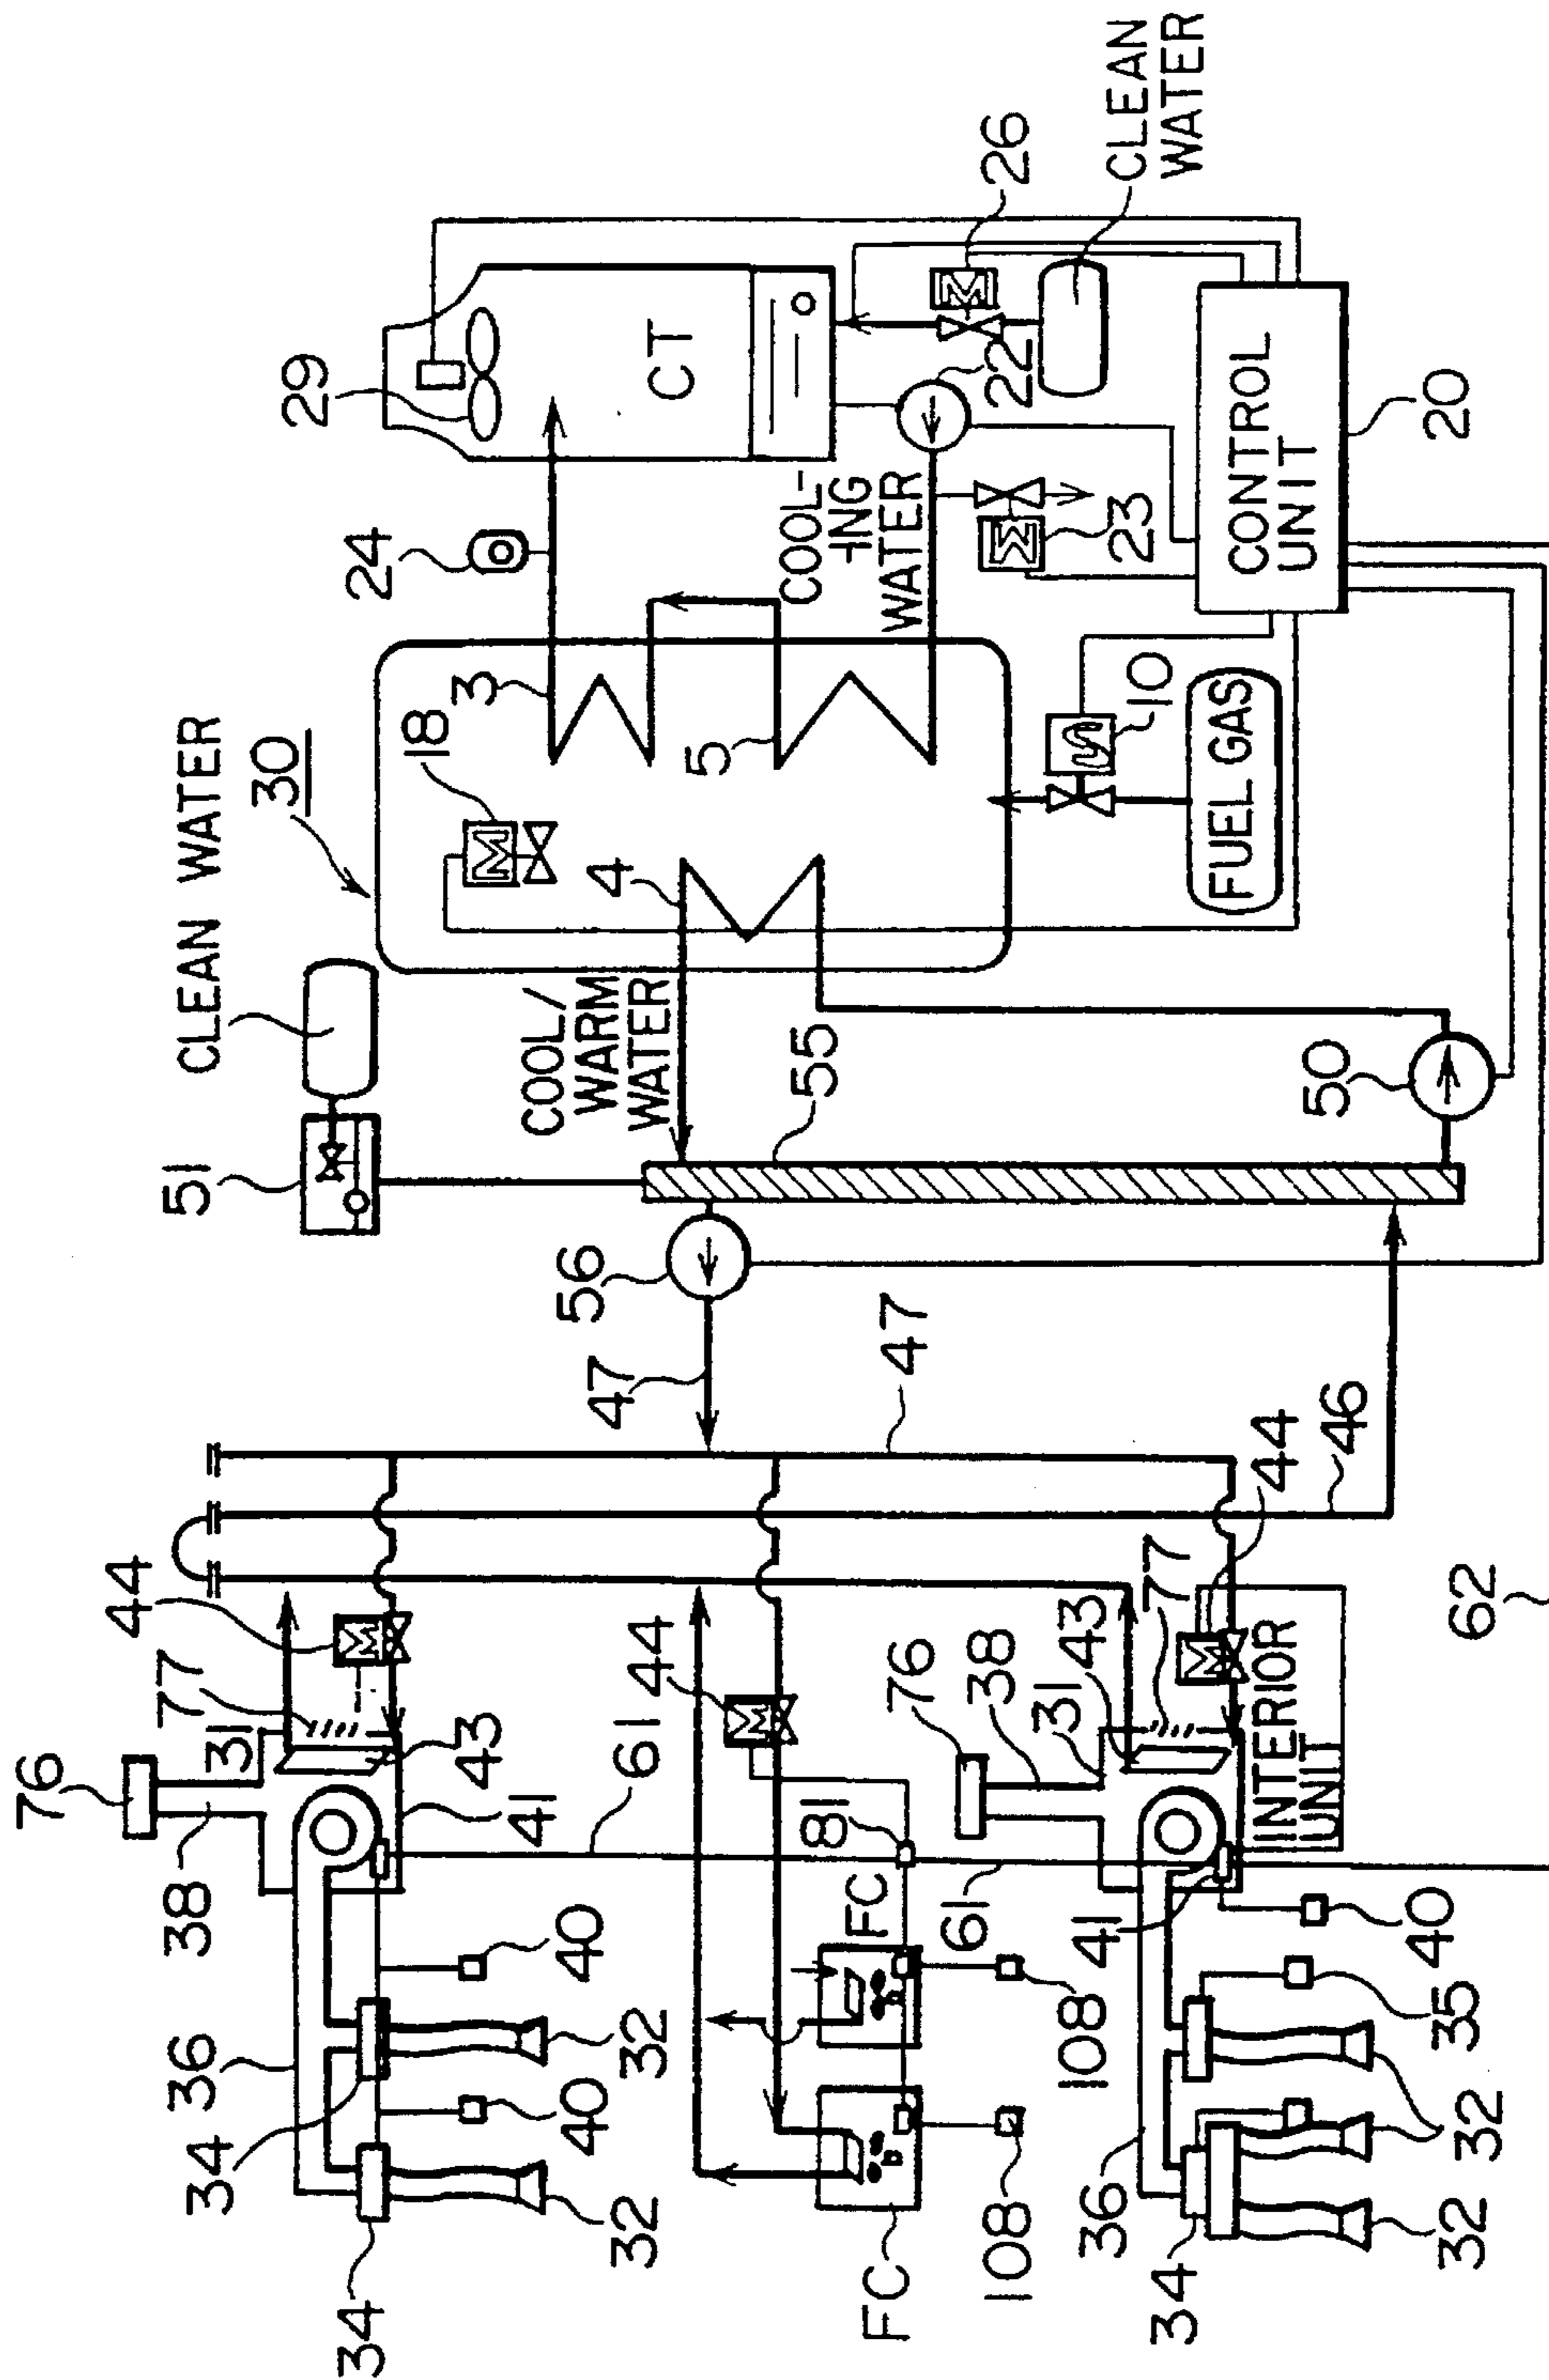 CLEAN WATER
30
51
18
3
24
29
CT
4
5
COOL/
WARM
WATER
COOL-
ING
WATER
22
26
CLEAN
WATER
23
10
FUEL GAS
CONTROL
UNIT
20
55
50
56
47
47
46
44
44
62
76
38
31
77
43
41
36
40
40
34
34
32
32
44
61
81
FC
61
FC
108
108
76
38
31
43
77
INTERIOR
UNIT
41
40
35
36
34
32
32
M
M
M
M
M
M